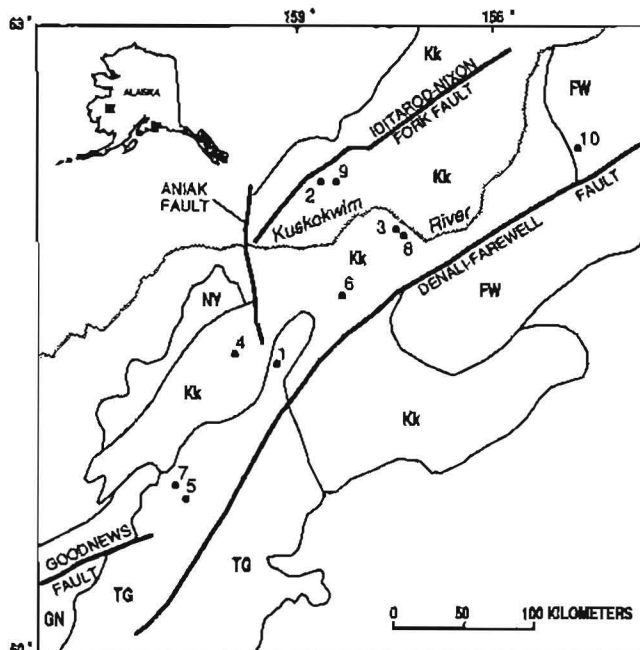 63°
159
156
Kk
IDITAROD-NIXON
FORK FAULT
FW
ALASKA
10
ANIAK
FAULT
2
9
Kk
Kuskokwim
River
3
8
FAULT
Kk
DENALI-FAREWELL
NY
6
FW
4
1
Kk
Kk
7
5
GOODNEWS
FAULT
TG
TG
GN
0
50
100 KILOMETERS